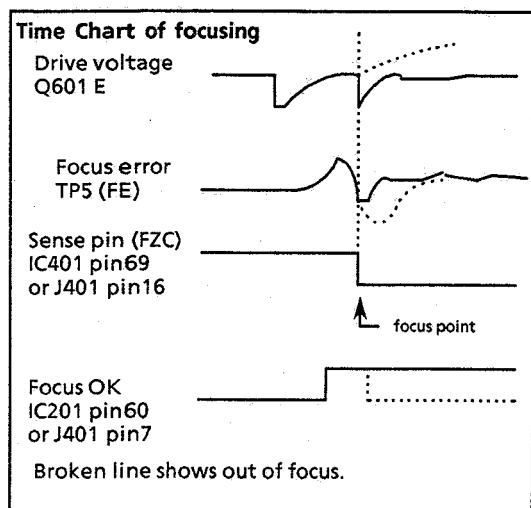 Time Chart of focusing
Drive voltage
Q601 E
Focus error
TP5 (FE)
Sense pin (FZC)
IC401 pin69
or J401 pin16
focus point
Focus OK
IC201 pin60
or J401 pin7
Broken line shows out of focus.